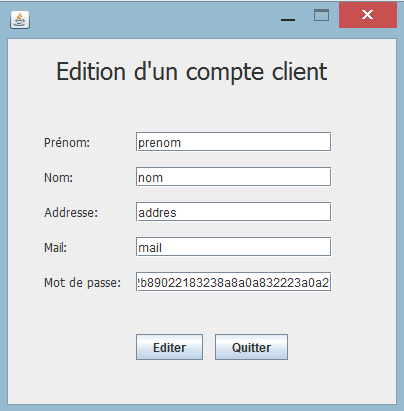 Edition d'un compte client
Prénom: prenom
Nom: nom
Addresse: addres
Mail: mail
Mot de passe: !b89022183238a8a0a832223a0a2
Editer Quitter